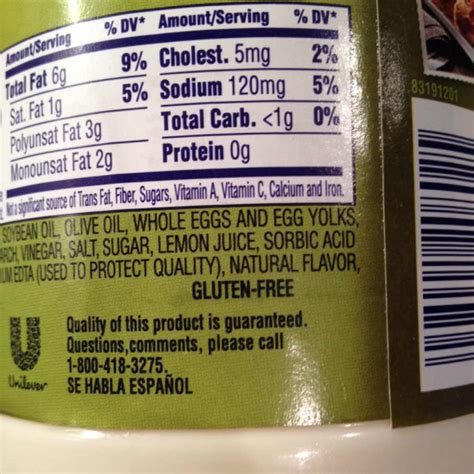 Amount/Serving % DV* Amount/Serving % DV*
Total Fat 6g 9% Cholest. 5mg 2%
Sat. Fat 1g 5% Sodium 120mg 5%
Polyunsat Fat 3g Total Carb. <1g 0%
Monounsat Fat 2g Protein 0g
Not a significant source of Trans Fat, Fiber, Sugars, Vitamin A, Vitamin C, Calcium and Iron.
SOYBEAN OIL, OLIVE OIL, WHOLE EGGS AND EGG YOLKS,
VINEGAR, SALT, SUGAR, LEMON JUICE, SORBIC ACID
EDTA (USED TO PROTECT QUALITY), NATURAL FLAVOR,
GLUTEN-FREE
Quality of this product is guaranteed.
Questions,comments, please call
1-800-418-3275.
SE HABLA ESPAÑOL
Unilever
83191201